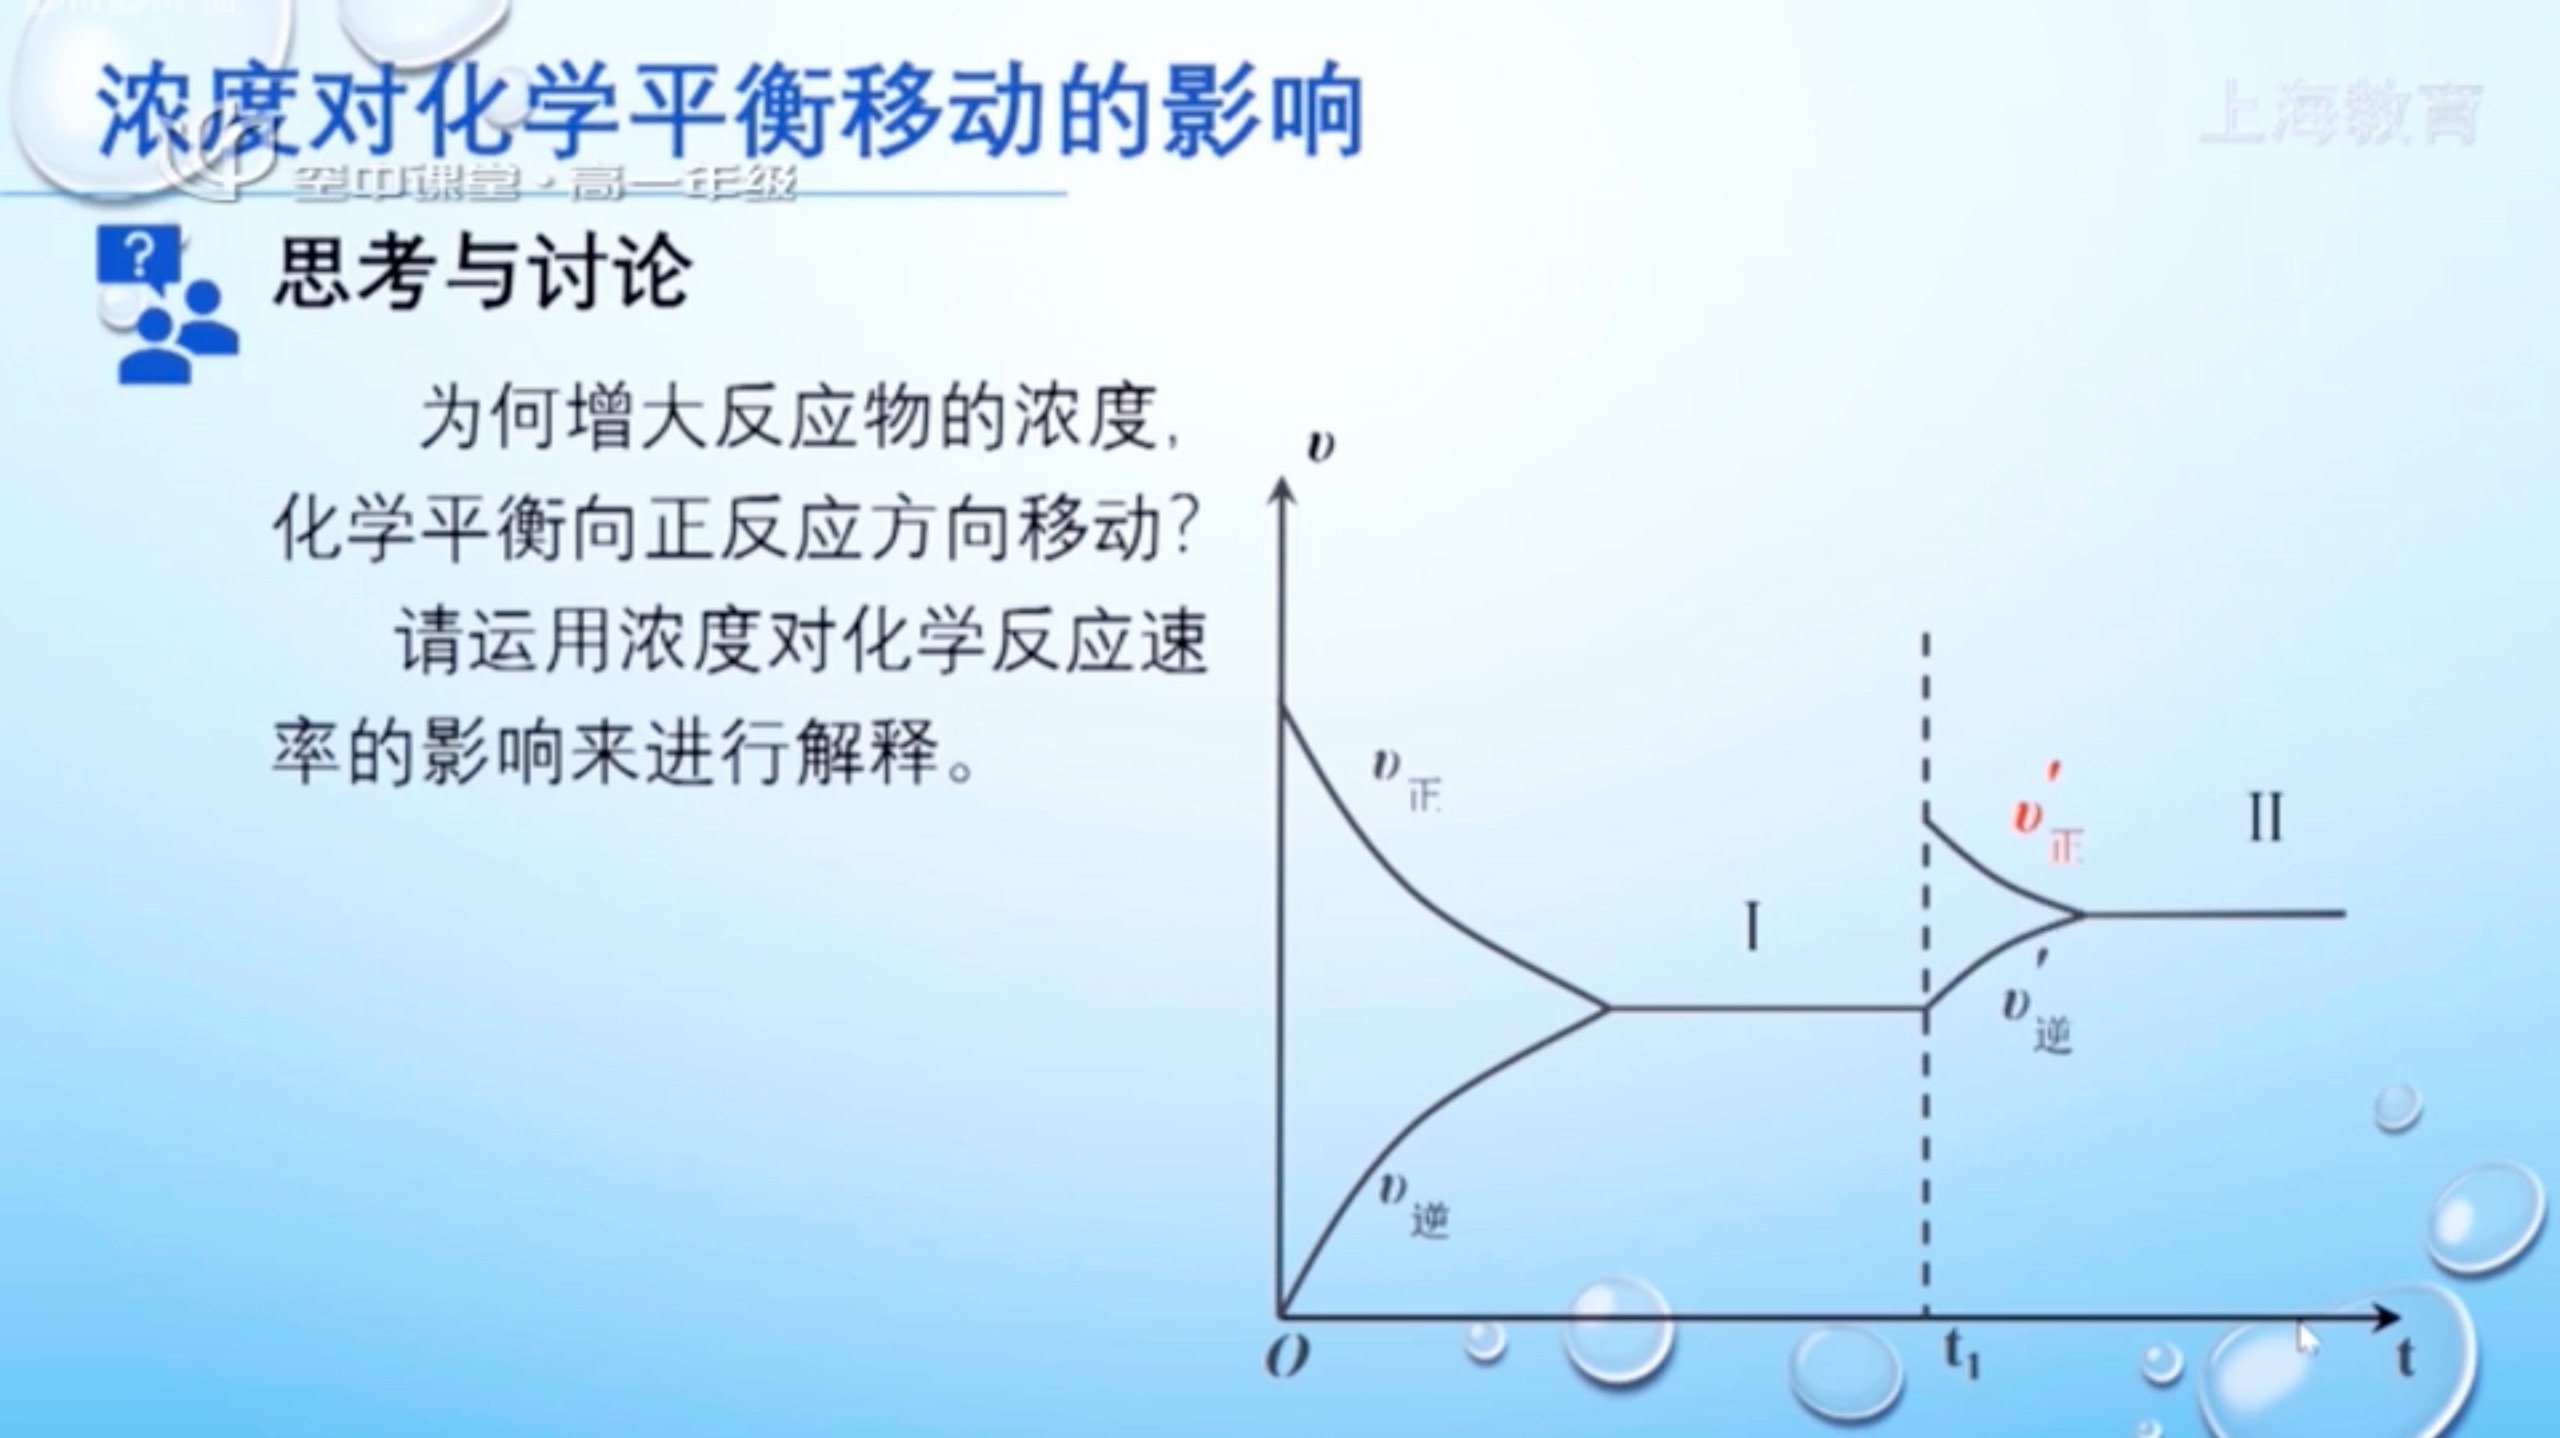 浓度对化学平衡移动的影响
上海教育
空中课堂·高一年级
?
思考与讨论
为何增大反应物的浓度,
化学平衡向正反应方向移动?
请运用浓度对化学反应速
率的影响来进行解释。
υ
υ正
υ′正
II
I
υ′逆
υ逆
O
t₁
t